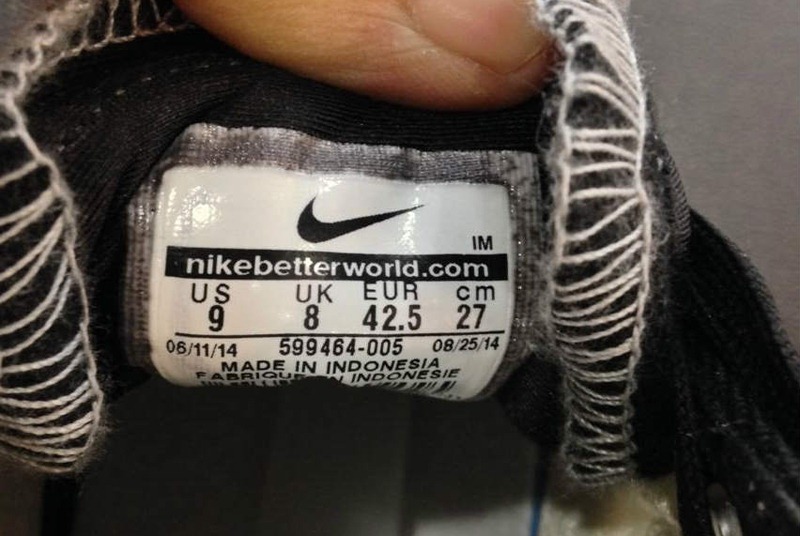 IM
nikebetterworld.com
US UK EUR cm
9 8 42.5 27
06/11/14 599464-005 08/25/14
MADE IN INDONESIA
FABRIQUE EN INDONESIE